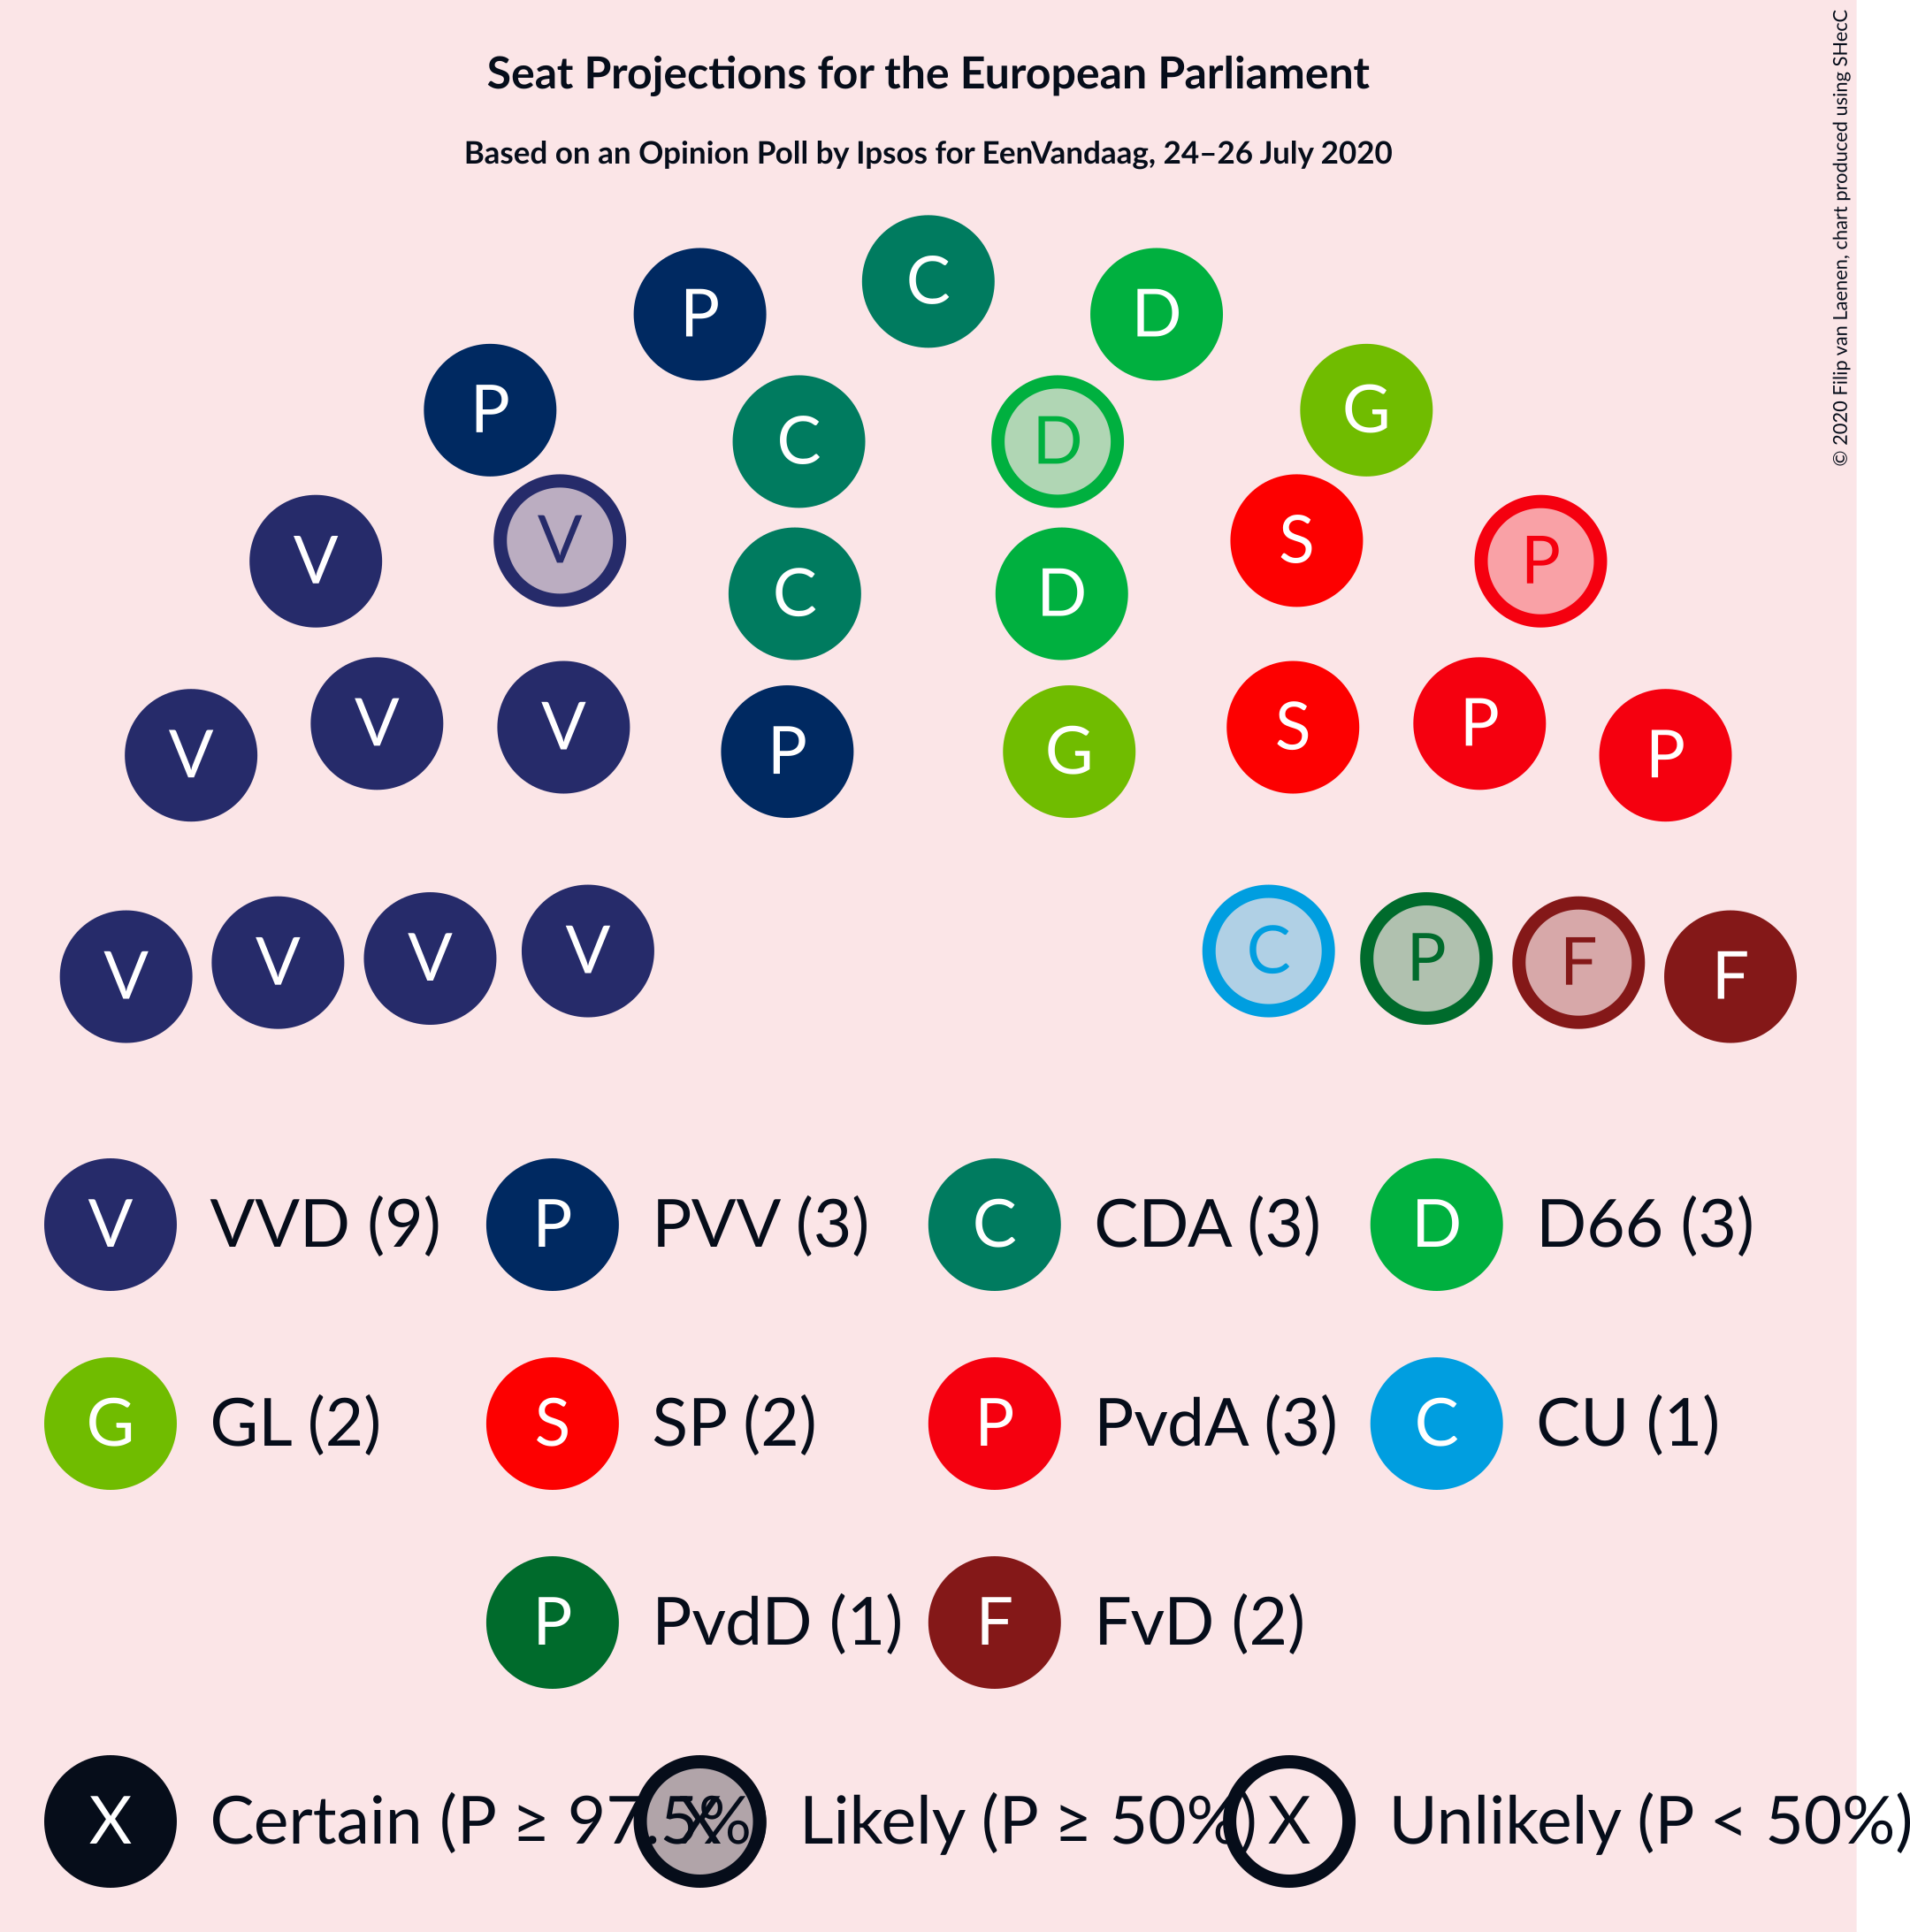 Seat Projections for the European Parliament
Based on an Opinion Poll by Ipsos for EenVandaag, 24–26 July 2020
© 2020 Filip van Laenen, chart produced using SHecC
C
P D
P G
C D
V S
V P
C D
V V S P
P G
V P
V V V V C P F F
V VVD (9) P PVV (3) C CDA (3) D D66 (3)
G GL (2) S SP (2) P PvdA (3) C CU (1)
P PvdD (1) F FvD (2)
X Certain (P ≥ 97.5% X Likely (P ≥ 50%) X Unlikely (P < 50%)